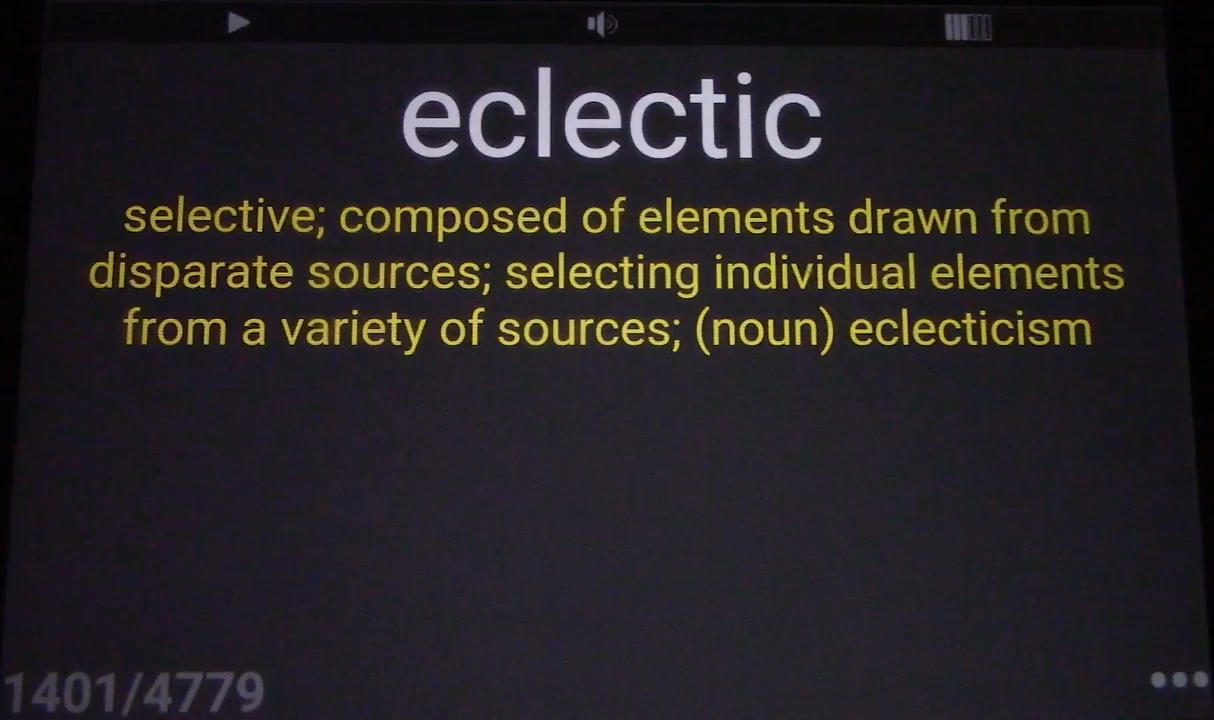 eclectic
selective; composed of elements drawn from
disparate sources; selecting individual elements
from a variety of sources; (noun) eclecticism
1401/4779